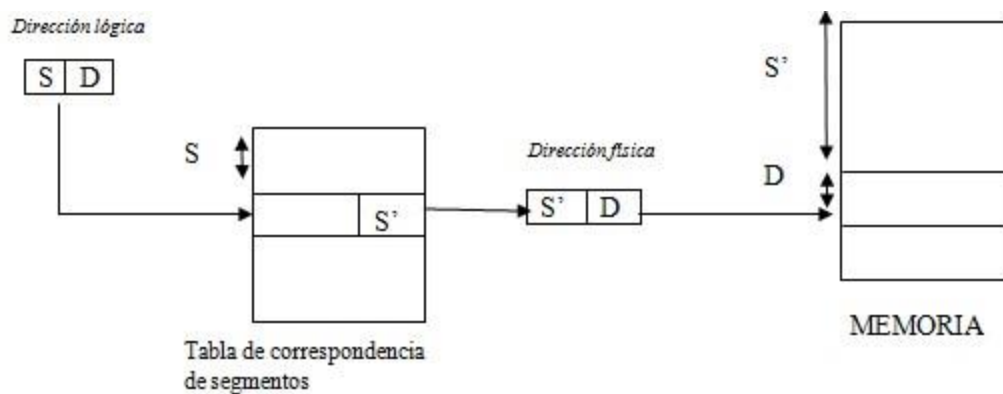 Dirección lógica
S D
S
S'
Tabla de correspondencia
de segmentos
Dirección física
S' D
S'
D
MEMORIA